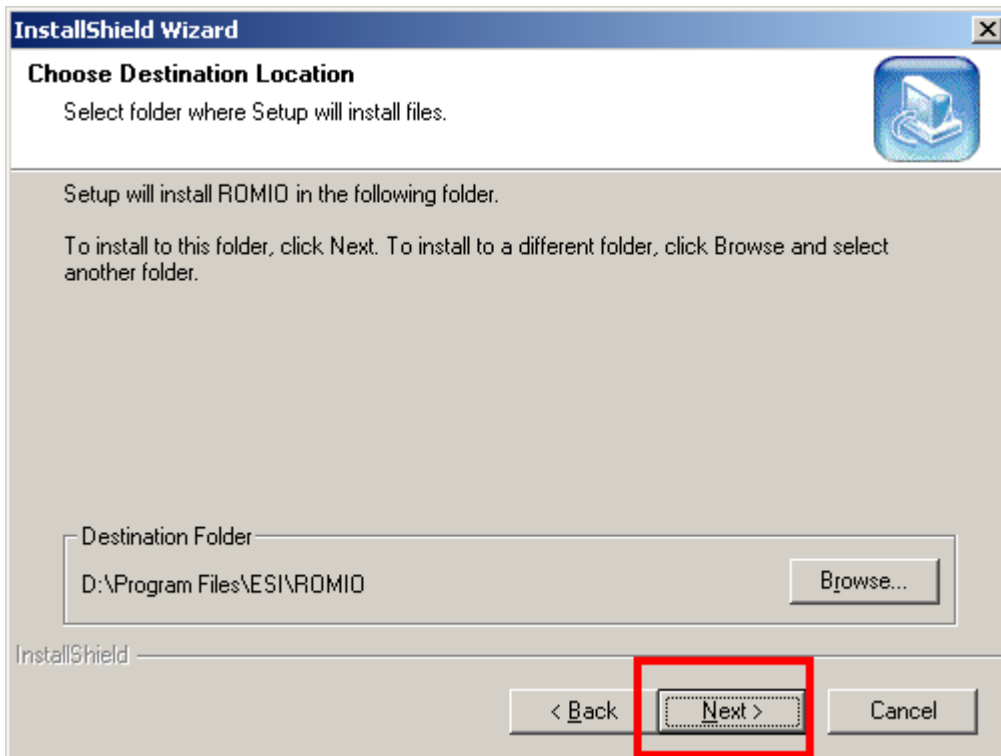 InstallShield Wizard
Choose Destination Location
Select folder where Setup will install files.
Setup will install ROMIO in the following folder.
To install to this folder, click Next. To install to a different folder, click Browse and select
another folder.
Destination Folder
D:\Program Files\ESI\ROMIO
Browse...
InstallShield
< Back
Next >
Cancel